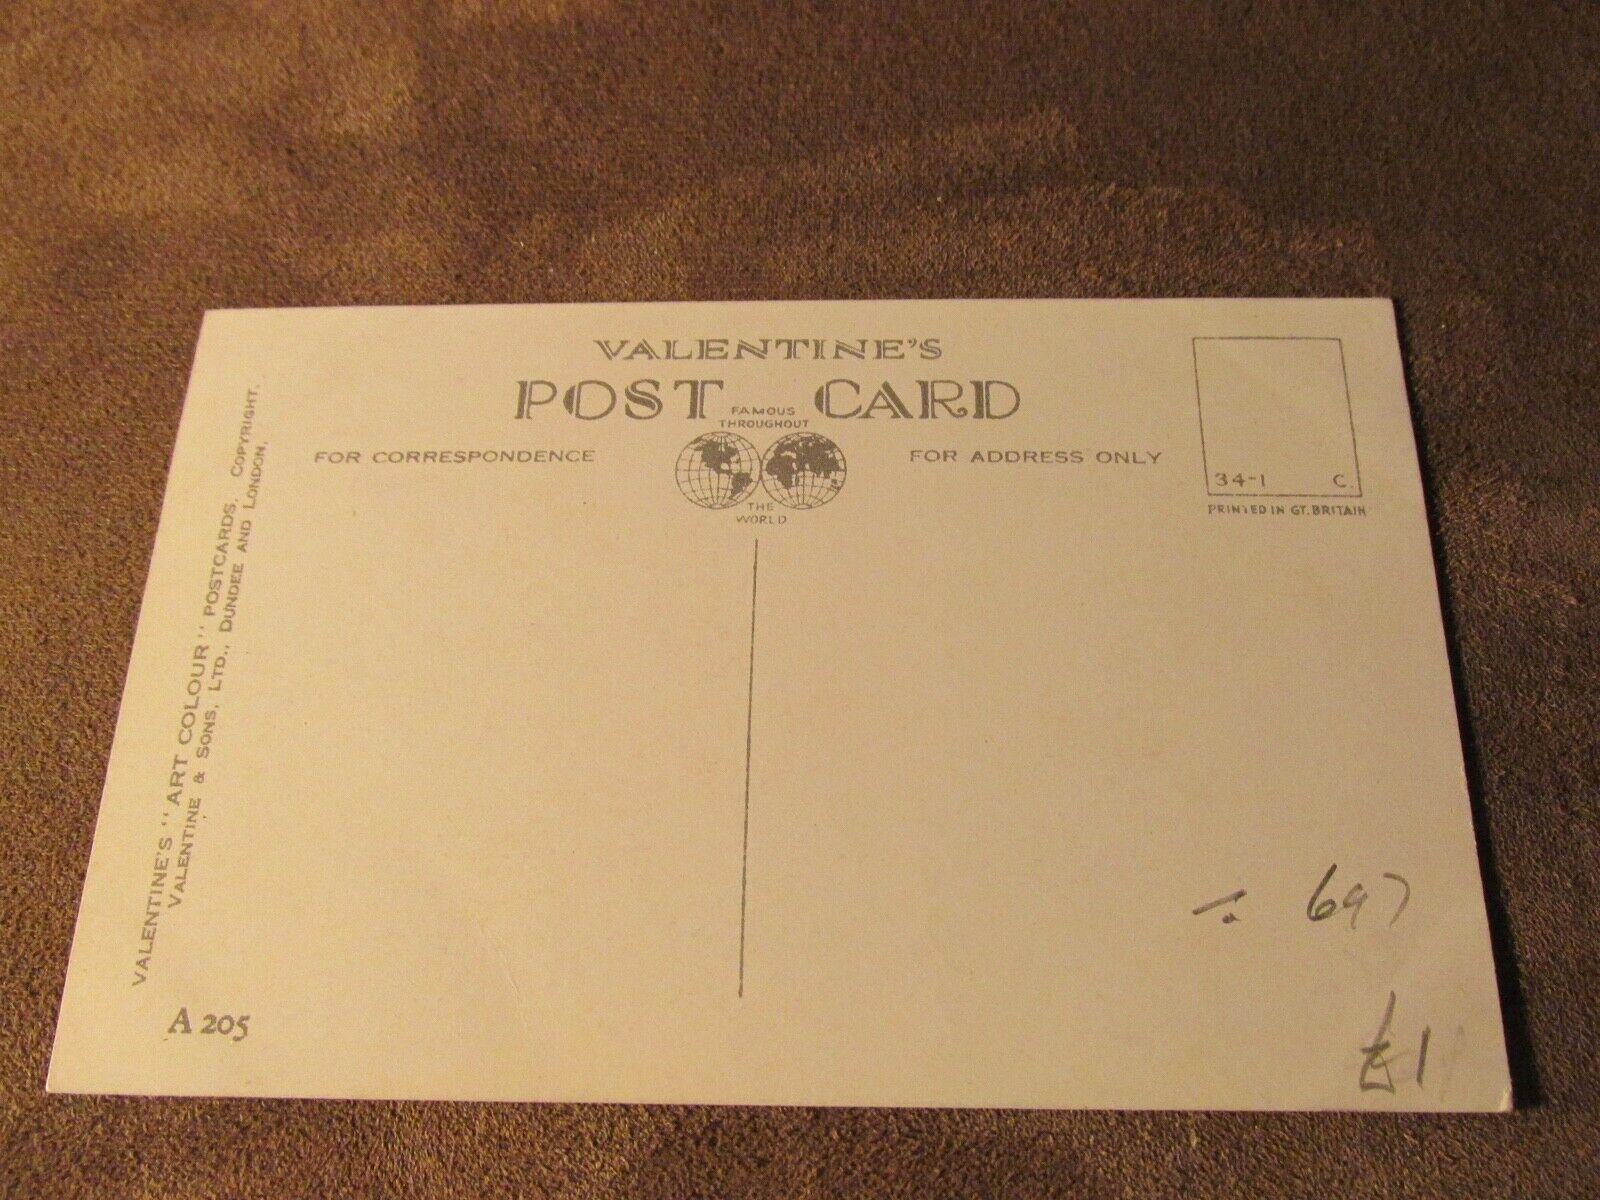 VALENTINE'S
POST CARD
FAMOUS
THROUGHOUT
THE
WORLD
FOR CORRESPONDENCE
FOR ADDRESS ONLY
34-1 C.
PRINTED IN GT. BRITAIN
VALENTINE'S "ART COLOUR" POSTCARDS. COPYRIGHT.
VALENTINE & SONS, LTD., DUNDEE AND LONDON.
A 205
697
£1